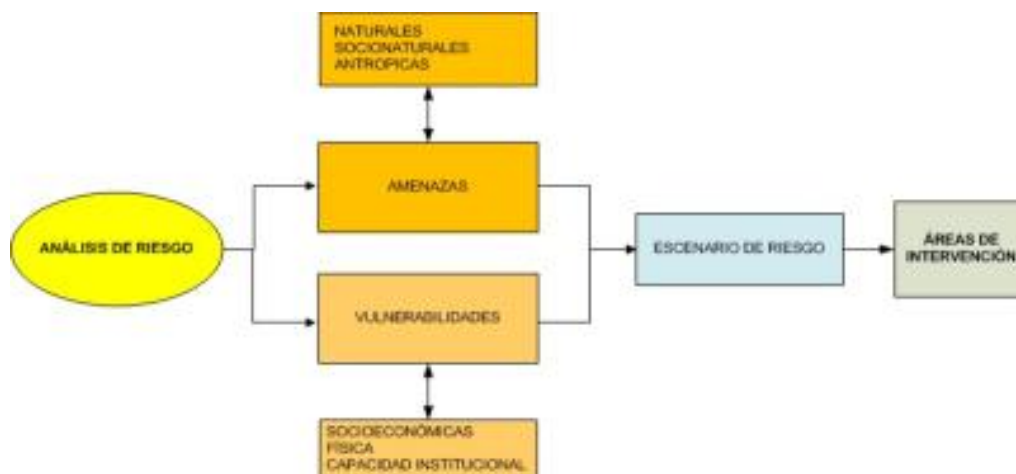 NATURALES
SOCIONATURALES
ANTROPICAS
AMENAZAS
ANÁLISIS DE RIESGO
ESCENARIO DE RIESGO
ÁREAS DE
INTERVENCIÓN
VULNERABILIDADES
SOCIOECONÓMICAS
FÍSICA
CAPACIDAD INSTITUCIONAL